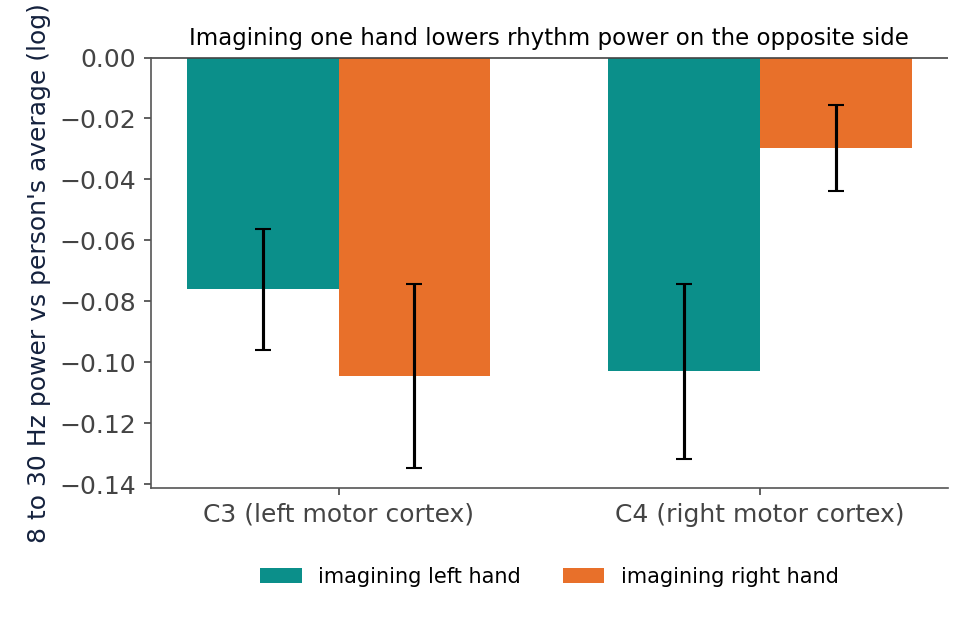 Imagining one hand lowers rhythm power on the opposite side
8 to 30 Hz power vs person's average (log)
0.00
−0.02
−0.04
−0.06
−0.08
−0.10
−0.12
−0.14
C3 (left motor cortex)
C4 (right motor cortex)
imagining left hand
imagining right hand